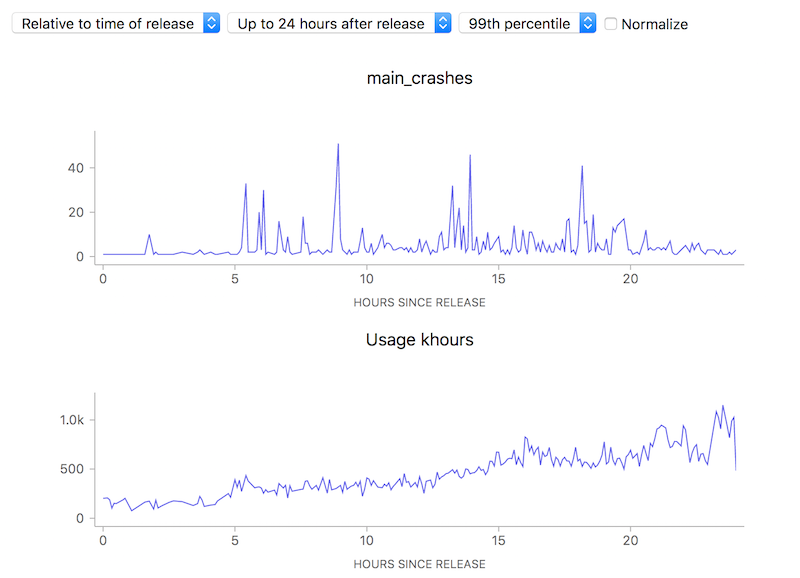 Relative to time of release Up to 24 hours after release 99th percentile Normalize
main_crashes
40
20
0
0 5 10 15 20
HOURS SINCE RELEASE
Usage khours
1.0k
500
0
0 5 10 15 20
HOURS SINCE RELEASE